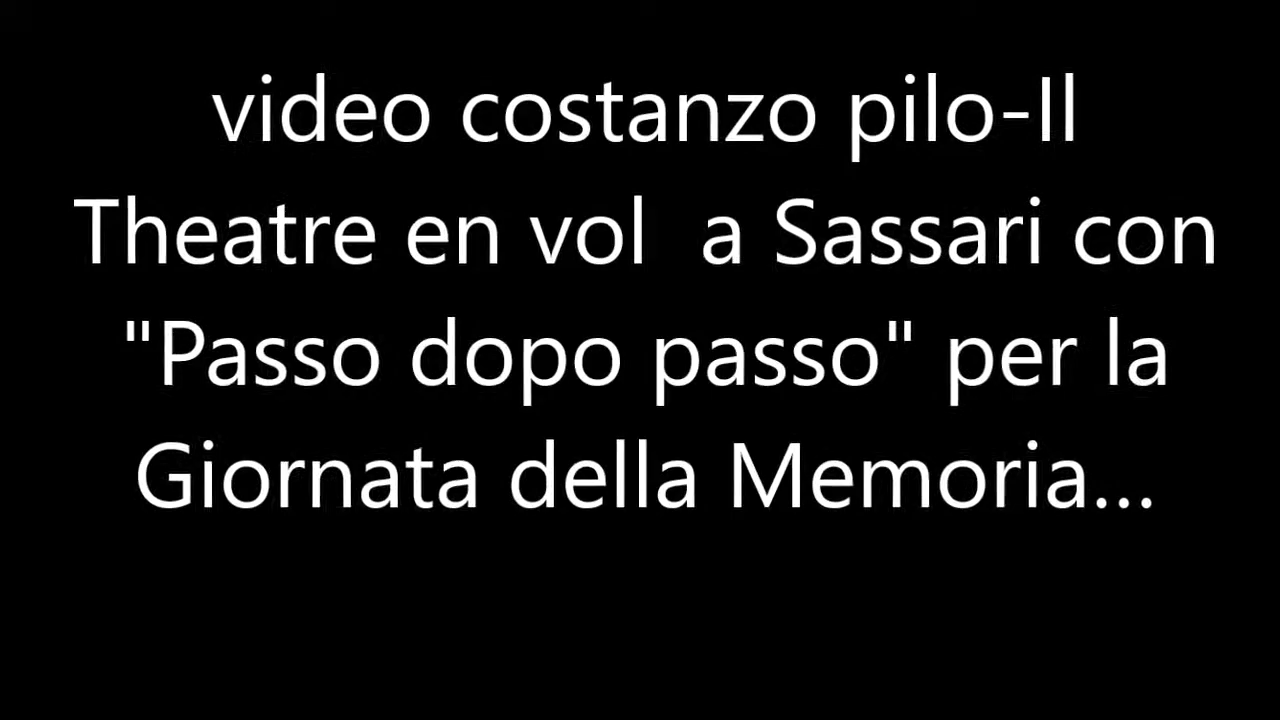 video costanzo pilo-Il
Theatre en vol  a Sassari con
"Passo dopo passo" per la
Giornata della Memoria...